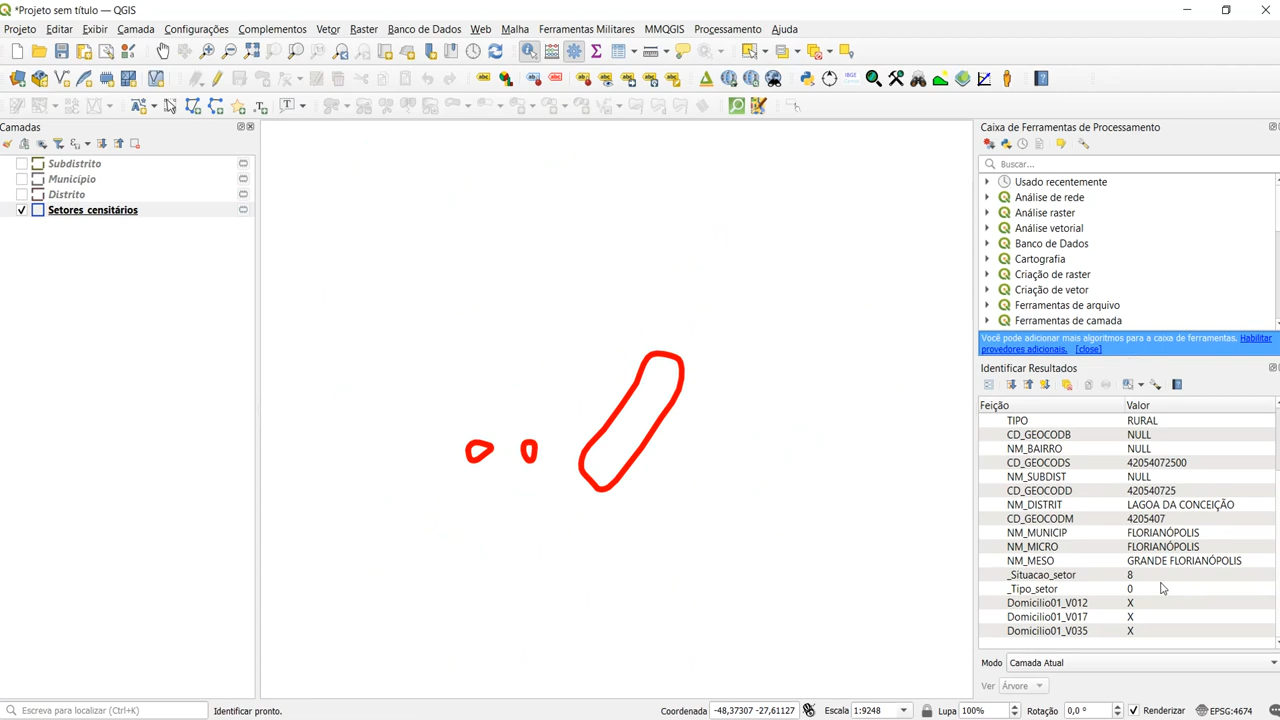 *Projeto sem título — QGIS
Projeto Editar Exibir Camada Configurações Complementos Vetor Raster Banco de Dados Web Malha Ferramentas Militares MMQGIS Processamento Ajuda
Camadas
Subdistrito
Município
Distrito
Setores_censitários
Caixa de Ferramentas de Processamento
Buscar...
Usado recentemente
Análise de rede
Análise raster
Análise vetorial
Banco de Dados
Cartografia
Criação de raster
Criação de vetor
Ferramentas de arquivo
Ferramentas de camada
Você pode adicionar mais algoritmos para a caixa de ferramentas. Habilitar
provedores adicionais. [close]
Identificar Resultados
Feição Valor
TIPO RURAL
CD_GEOCODB NULL
NM_BAIRRO NULL
CD_GEOCODS 42054072500
NM_SUBDIST NULL
CD_GEOCODD 420540725
NM_DISTRIT LAGOA DA CONCEIÇÃO
CD_GEOCODM 4205407
NM_MUNICIP FLORIANÓPOLIS
NM_MICRO FLORIANÓPOLIS
NM_MESO GRANDE FLORIANÓPOLIS
_Situacao_setor 8
_Tipo_setor 0
Domicilio01_V012 X
Domicilio01_V017 X
Domicilio01_V035 X
Modo Camada Atual
Ver Árvore
Escreva para localizar (Ctrl+K) Identificar pronto. Coordenada -48,37307 -27,61127 Escala 1:9248 Lupa 100% Rotação 0,0 ° Renderizar EPSG:4674